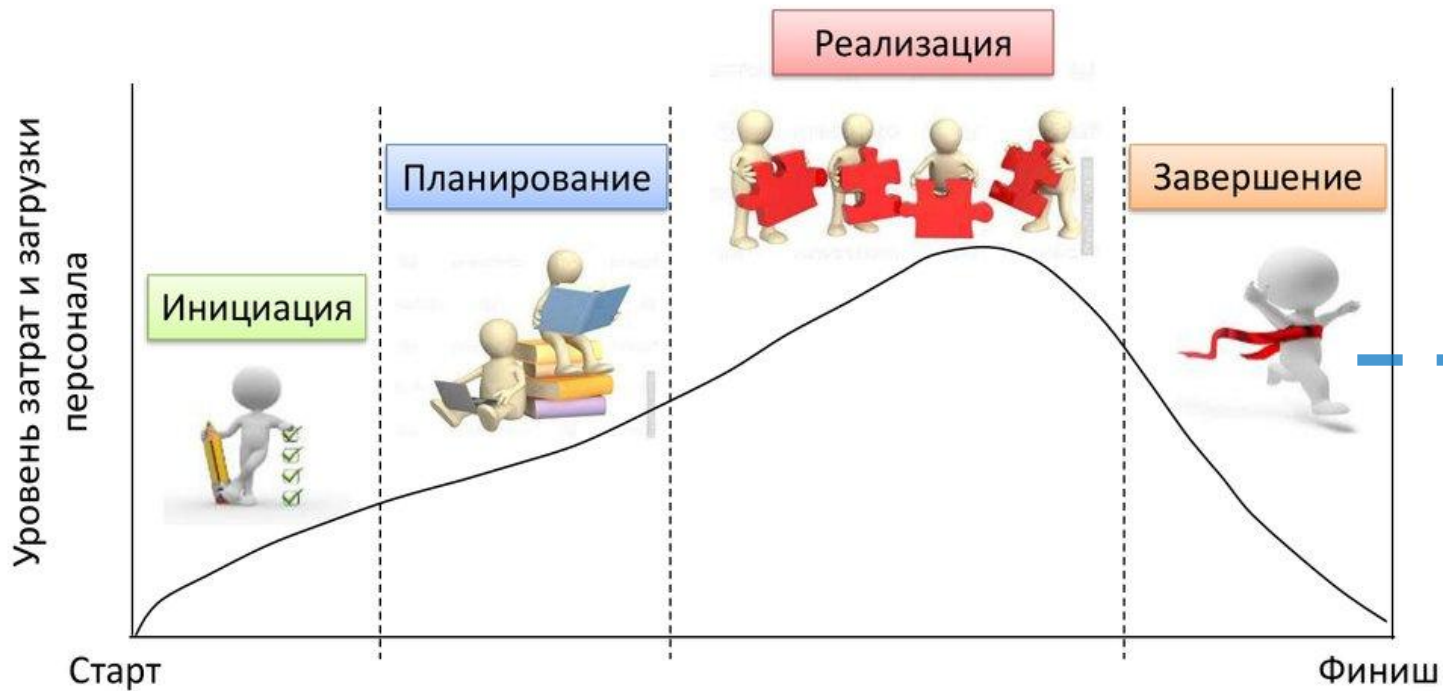 Реализация
Планирование
Завершение
Инициация
Уровень затрат и загрузки
персонала
Старт
Финиш